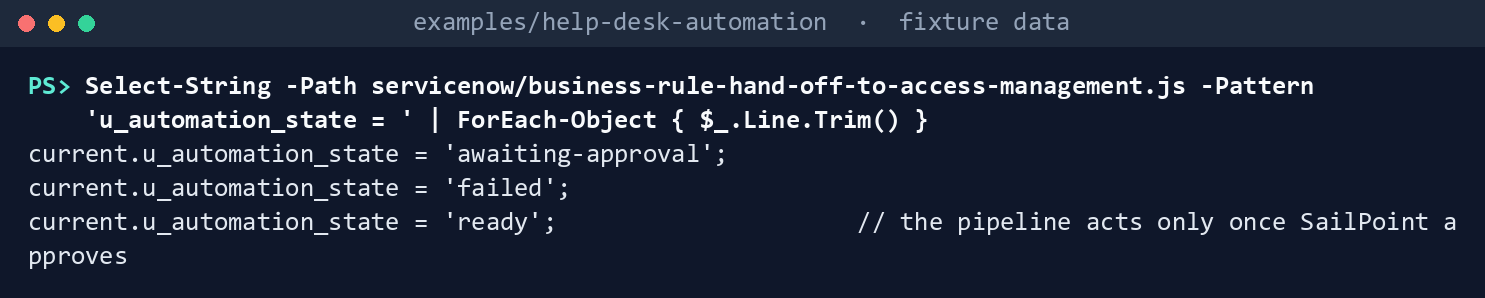 examples/help-desk-automation · fixture data
PS> Select-String -Path servicenow/business-rule-hand-off-to-access-management.js -Pattern
'u_automation_state = ' | ForEach-Object { $_.Line.Trim() }
current.u_automation_state = 'awaiting-approval';
current.u_automation_state = 'failed';
current.u_automation_state = 'ready'; // the pipeline acts only once SailPoint a
pproves